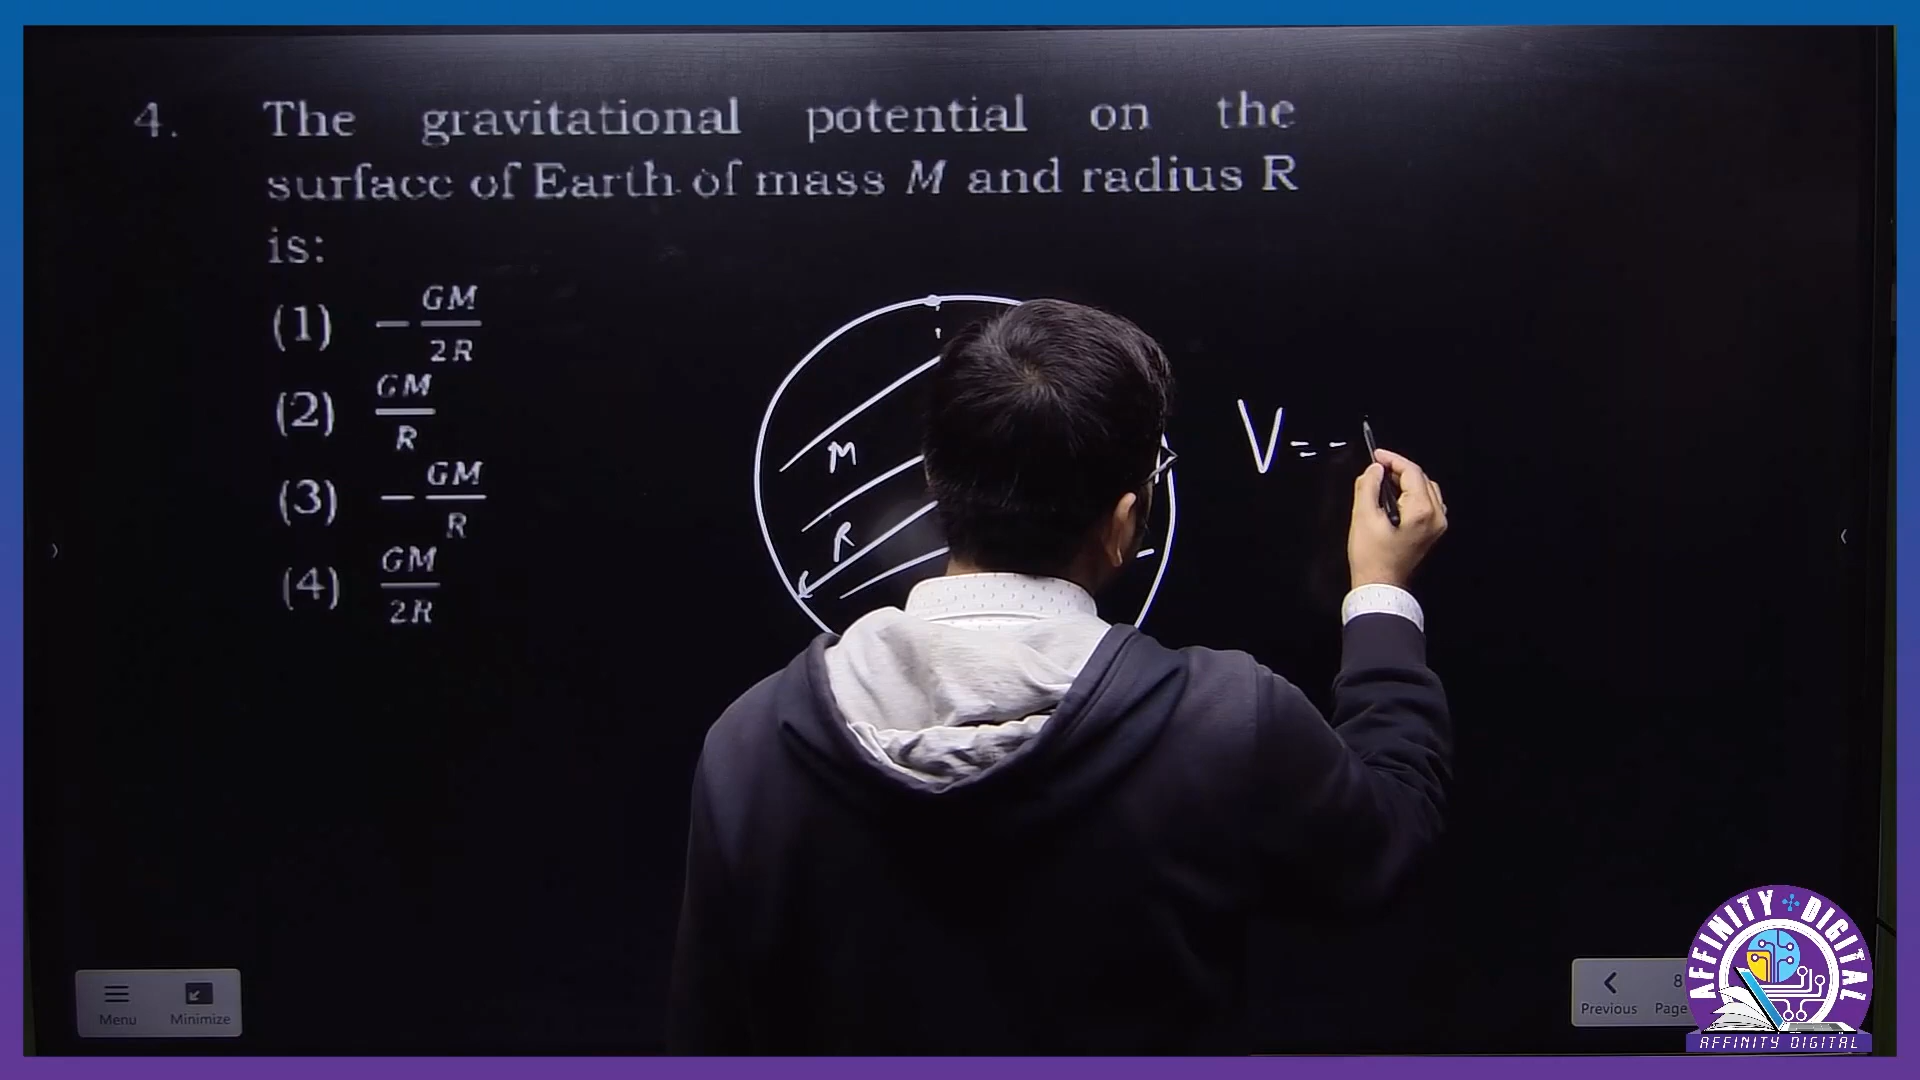 4. The gravitational potential on the
surface of Earth of mass M and radius R
is:
(1) − GM / 2R
(2) GM / R
(3) − GM / R
(4) GM / 2R
M
R
V = -
Menu
Minimize
Previous
8
Page
AFFINITY DIGITAL
AFFINITY DIGITAL